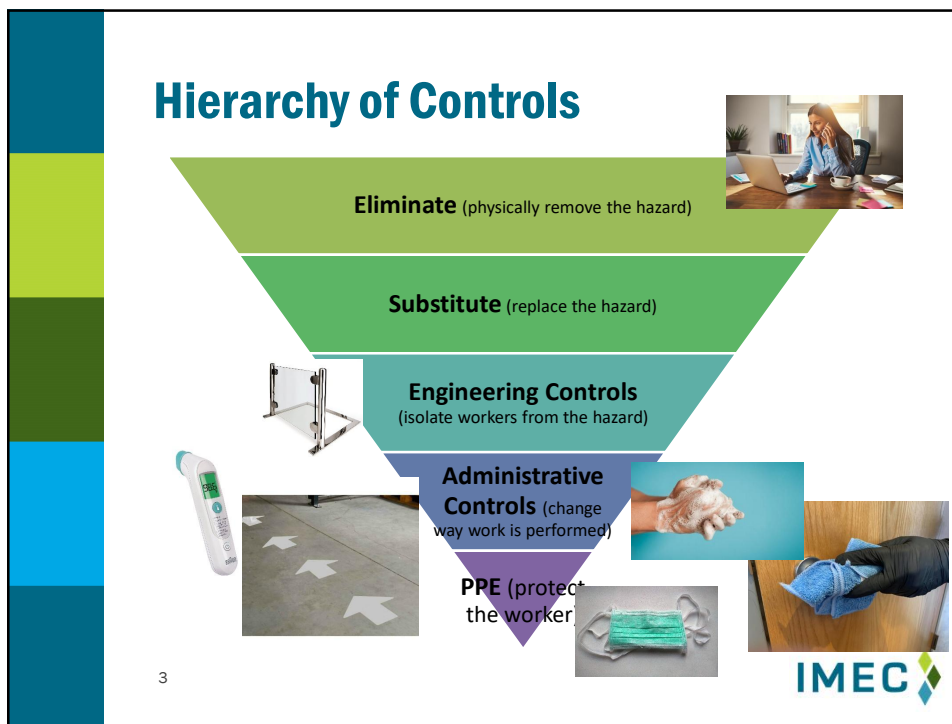 Hierarchy of Controls
Eliminate (physically remove the hazard)
Substitute (replace the hazard)
Engineering Controls
(isolate workers from the hazard)
Administrative
Controls (change
way work is performed)
PPE (protect
the worker)
3
IMEC